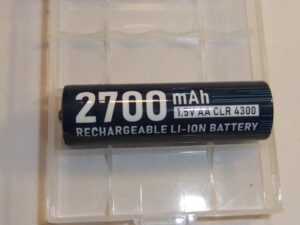 2700 mAh
1.5V AA CLR 4300
RECHARGEABLE LI-ION BATTERY